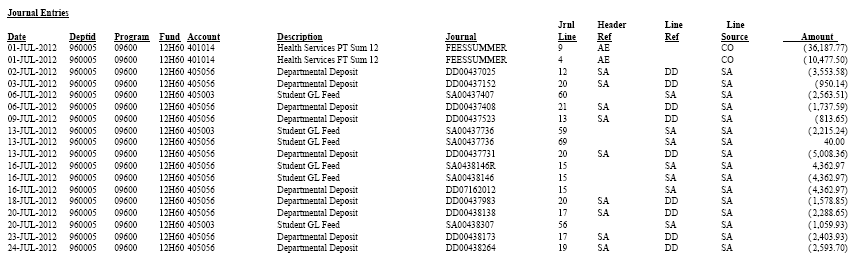 Journal Entries
Jrnl Header Line Line
Date Deptid Program Fund Account Description Journal Line Ref Ref Source Amount
01-JUL-2012 960005 09600 12H60 401014 Health Services PT Sum 12 FEESSUMMER 9 AE CO (36,187.77)
01-JUL-2012 960005 09600 12H60 401014 Health Services FT Sum 12 FEESSUMMER 4 AE CO (10,477.50)
02-JUL-2012 960005 09600 12H60 405056 Departmental Deposit DD00437025 12 SA DD SA (3,553.58)
03-JUL-2012 960005 09600 12H60 405056 Departmental Deposit DD00437152 20 SA DD SA (950.14)
06-JUL-2012 960005 09600 12H60 405003 Student GL Feed SA00437407 60 SA SA (2,563.51)
06-JUL-2012 960005 09600 12H60 405056 Departmental Deposit DD00437408 21 SA DD SA (1,737.59)
09-JUL-2012 960005 09600 12H60 405056 Departmental Deposit DD00437523 13 SA DD SA (813.65)
13-JUL-2012 960005 09600 12H60 405003 Student GL Feed SA00437736 59 SA SA (2,215.24)
13-JUL-2012 960005 09600 12H60 405056 Student GL Feed SA00437736 69 SA SA 40.00
13-JUL-2012 960005 09600 12H60 405056 Departmental Deposit DD00437731 20 SA DD SA (5,008.36)
16-JUL-2012 960005 09600 12H60 405056 Student GL Feed SA0438146R 15 SA SA 4,362.97
16-JUL-2012 960005 09600 12H60 405056 Student GL Feed SA00438146 15 SA SA (4,362.97)
16-JUL-2012 960005 09600 12H60 405056 Departmental Deposit DD07162012 15 SA SA (4,362.97)
18-JUL-2012 960005 09600 12H60 405056 Departmental Deposit DD00437983 20 SA DD SA (1,578.85)
20-JUL-2012 960005 09600 12H60 405056 Departmental Deposit DD00438138 17 SA DD SA (2,288.65)
20-JUL-2012 960005 09600 12H60 405003 Student GL Feed SA00438307 56 SA SA (1,059.93)
23-JUL-2012 960005 09600 12H60 405056 Departmental Deposit DD00438173 17 SA DD SA (2,403.93)
24-JUL-2012 960005 09600 12H60 405056 Departmental Deposit DD00438264 19 SA DD SA (2,593.70)